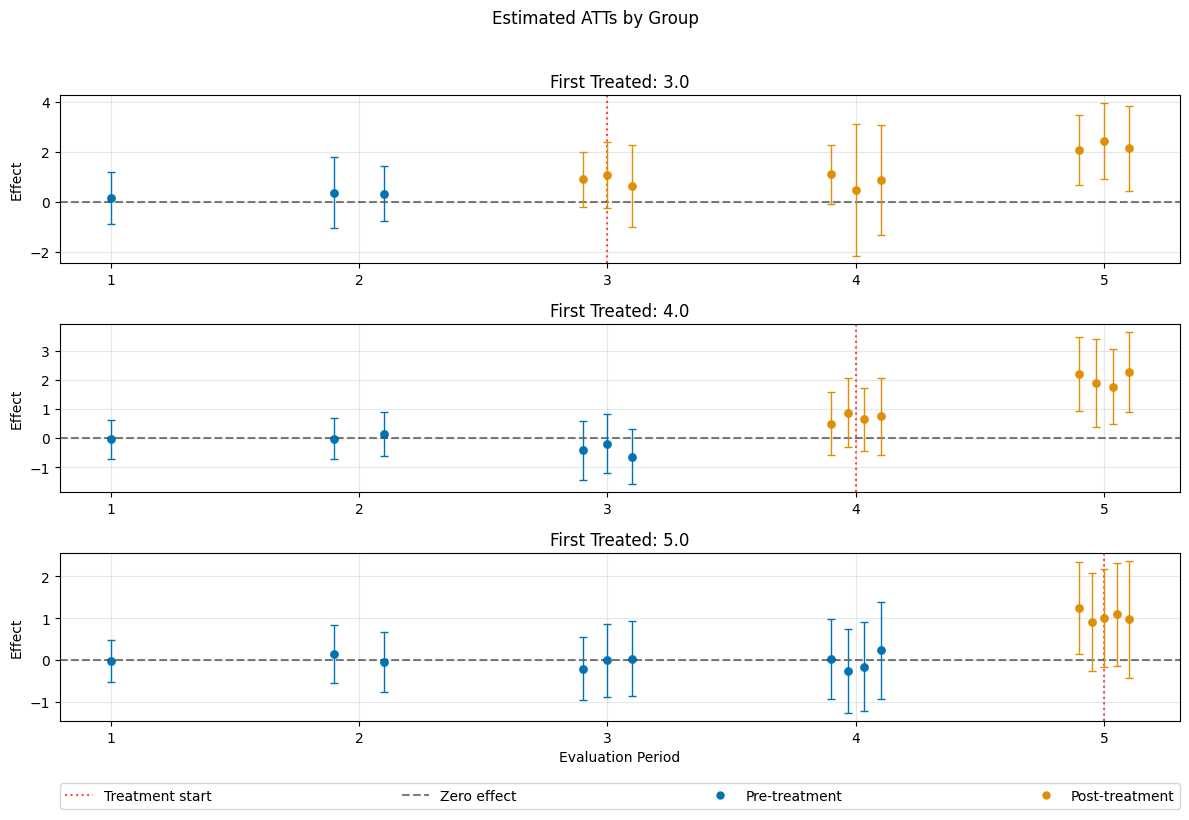 Estimated ATTs by Group
First Treated: 3.0
Effect
4
2
0
−2
1 2 3 4 5
First Treated: 4.0
Effect
3
2
1
0
−1
1 2 3 4 5
First Treated: 5.0
Effect
2
1
0
−1
1 2 3 4 5
Evaluation Period
Treatment start Zero effect Pre-treatment Post-treatment